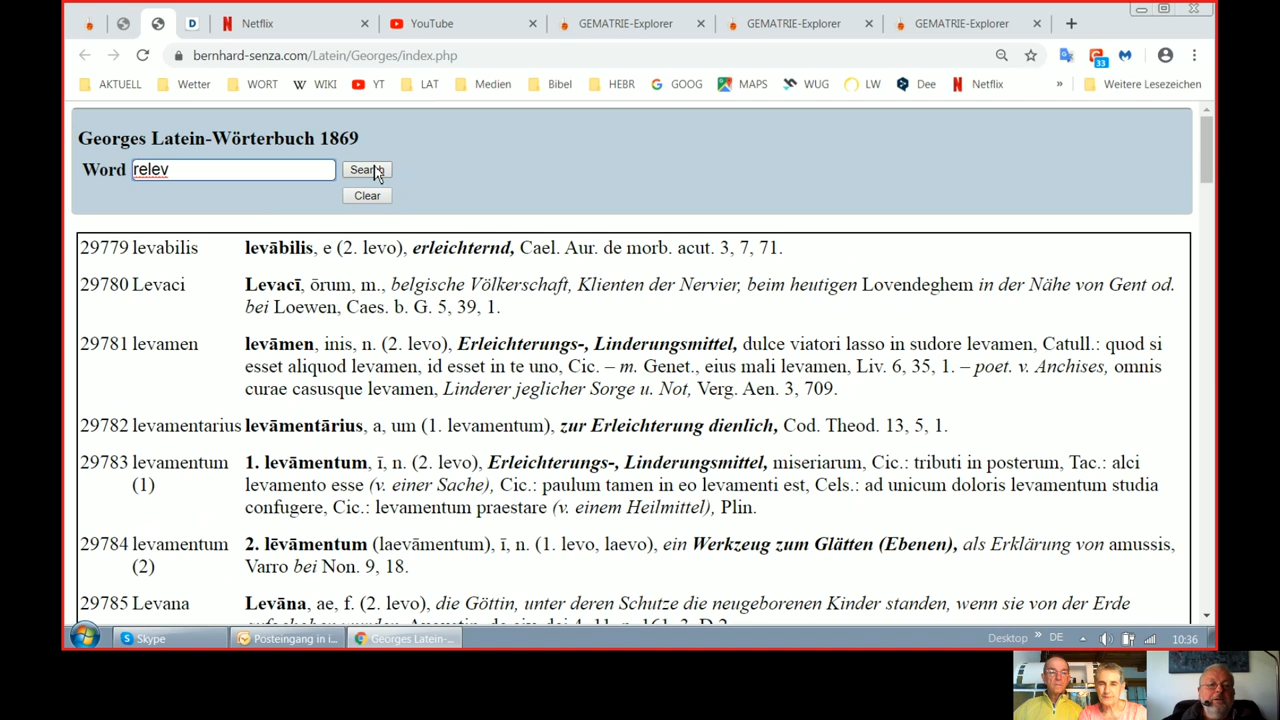 Netflix YouTube GEMATRIE-Explorer GEMATRIE-Explorer GEMATRIE-Explorer
bernhard-senza.com/Latein/Georges/index.php
AKTUELL Wetter WORT WIKI YT LAT Medien Bibel HEBR GOOG MAPS WUG LW Dee Netflix » Weitere Lesezeichen
Georges Latein-Wörterbuch 1869
Word relev Search
Clear
29779 levabilis levābilis, e (2. levo), erleichternd, Cael. Aur. de morb. acut. 3, 7, 71.
29780 Levaci Levacī, ōrum, m., belgische Völkerschaft, Klienten der Nervier, beim heutigen Lovendeghem in der Nähe von Gent od.
bei Loewen, Caes. b. G. 5, 39, 1.
29781 levamen levāmen, inis, n. (2. levo), Erleichterungs-, Linderungsmittel, dulce viatori lasso in sudore levamen, Catull.: quod si
esset aliquod levamen, id esset in te uno, Cic. – m. Genet., eius mali levamen, Liv. 6, 35, 1. – poet. v. Anchises, omnis
curae casusque levamen, Linderer jeglicher Sorge u. Not, Verg. Aen. 3, 709.
29782 levamentarius levāmentārius, a, um (1. levamentum), zur Erleichterung dienlich, Cod. Theod. 13, 5, 1.
29783 levamentum 1. levāmentum, ī, n. (2. levo), Erleichterungs-, Linderungsmittel, miseriarum, Cic.: tributi in posterum, Tac.: alci
(1) levamento esse (v. einer Sache), Cic.: paulum tamen in eo levamenti est, Cels.: ad unicum doloris levamentum studia
confugere, Cic.: levamentum praestare (v. einem Heilmittel), Plin.
29784 levamentum 2. lēvāmentum (laevāmentum), ī, n. (1. levo, laevo), ein Werkzeug zum Glätten (Ebenen), als Erklärung von amussis,
(2) Varro bei Non. 9, 18.
29785 Levana Levāna, ae, f. (2. levo), die Göttin, unter deren Schutze die neugeborenen Kinder standen, wenn sie von der Erde
Skype Posteingang in i... Georges Latein-... Desktop » DE 10:36